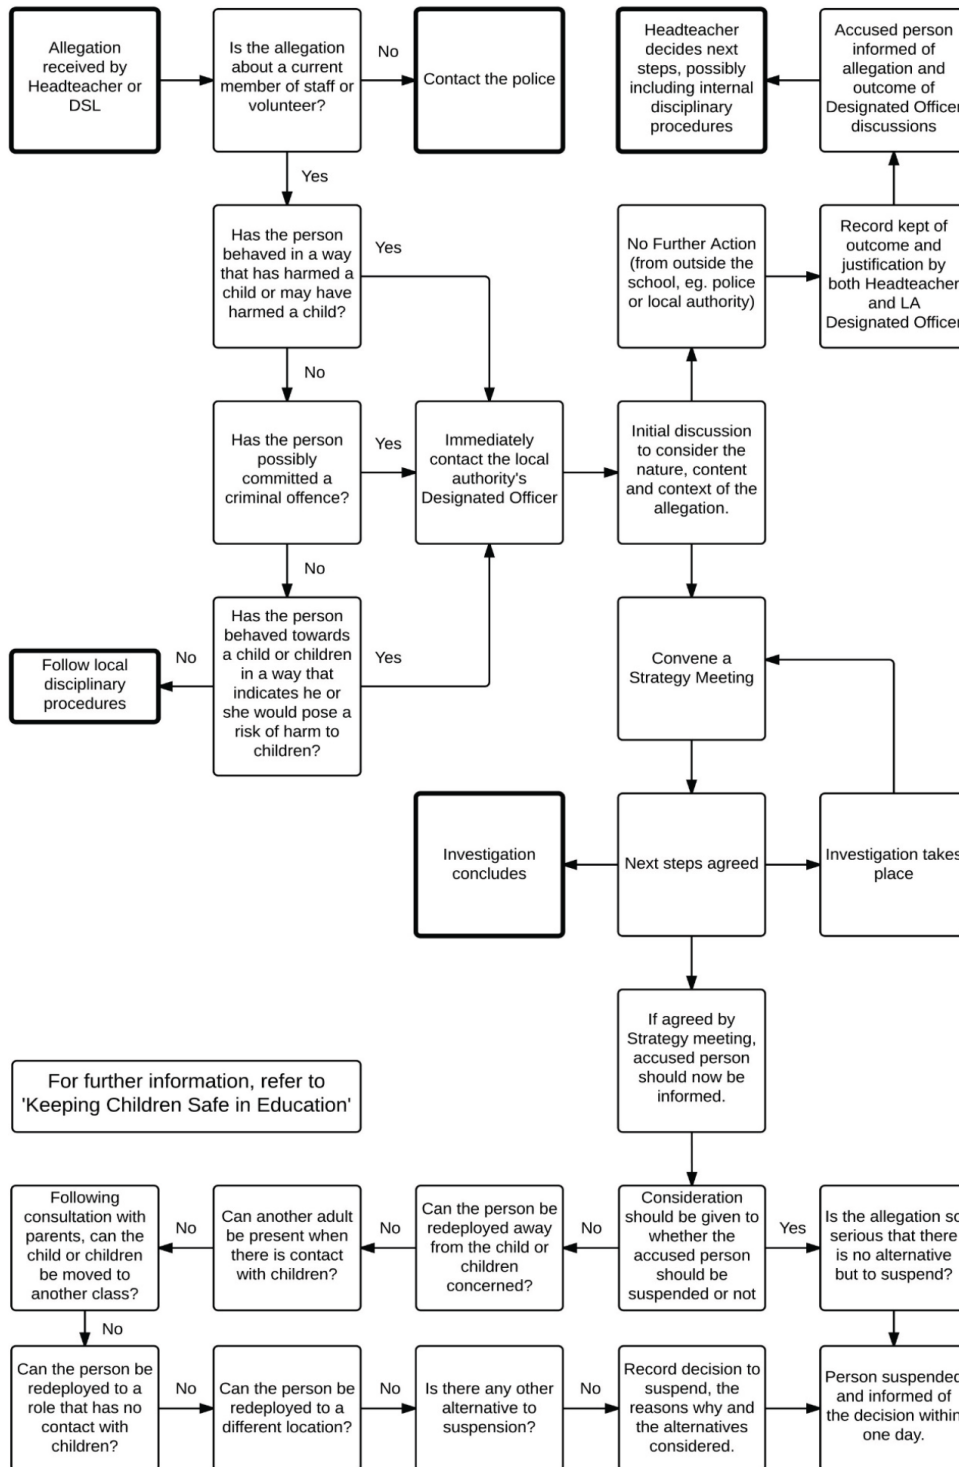 Allegation
received by
Headteacher or
DSL
Is the allegation
about a current
member of staff or
volunteer?
No
Contact the police
Headteacher
decides next
steps, possibly
including internal
disciplinary
procedures
Accused person
informed of
allegation and
outcome of
Designated Officer
discussions
Yes
Has the person
behaved in a way
that has harmed a
child or may have
harmed a child?
Yes
No Further Action
(from outside the
school, eg. police
or local authority)
Record kept of
outcome and
justification by
both Headteacher
and LA
Designated Officer
No
Has the person
possibly
committed a
criminal offence?
Yes
Immediately
contact the local
authority's
Designated Officer
Initial discussion
to consider the
nature, content
and context of the
allegation.
No
Follow local
disciplinary
procedures
No
Has the person
behaved towards
a child or children
in a way that
indicates he or
she would pose a
risk of harm to
children?
Yes
Convene a
Strategy Meeting
Investigation
concludes
Next steps agreed
Investigation takes
place
If agreed by
Strategy meeting,
accused person
should now be
informed.
For further information, refer to
'Keeping Children Safe in Education'
Following
consultation with
parents, can the
child or children
be moved to
another class?
No
Can another adult
be present when
there is contact
with children?
No
Can the person be
redeployed away
from the child or
children
concerned?
No
Consideration
should be given to
whether the
accused person
should be
suspended or not
Yes
Is the allegation so
serious that there
is no alternative
but to suspend?
No
Can the person be
redeployed to a
role that has no
contact with
children?
No
Can the person be
redeployed to a
different location?
No
Is there any other
alternative to
suspension?
No
Record decision to
suspend, the
reasons why and
the alternatives
considered.
Person suspended
and informed of
the decision within
one day.